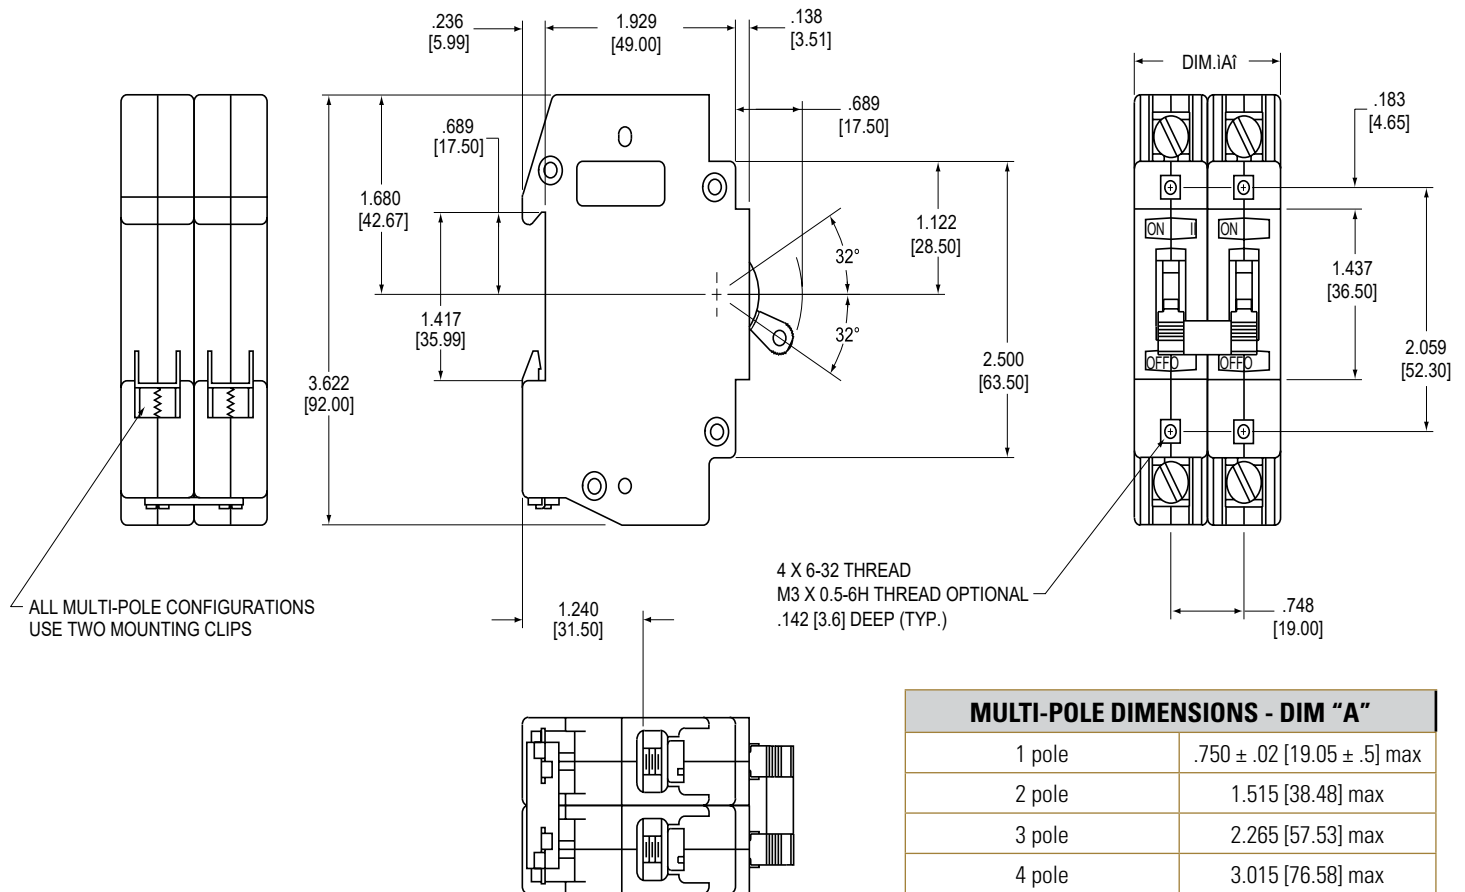 .236
[5.99]
1.929
[49.00]
.138
[3.51]
DIM.ìAî
.689
[17.50]
.183
[4.65]
.689
[17.50]
1.680
[42.67]
1.122
[28.50]
ON II
ON
32°
1.437
[36.50]
1.417
[35.99]
32°
2.500
[63.50]
2.059
[52.30]
OFFO
OFFO
3.622
[92.00]
4 X 6-32 THREAD
M3 X 0.5-6H THREAD OPTIONAL
.142 [3.6] DEEP (TYP.)
ALL MULTI-POLE CONFIGURATIONS
USE TWO MOUNTING CLIPS
1.240
[31.50]
.748
[19.00]
MULTI-POLE DIMENSIONS - DIM “A”
1 pole .750 ± .02 [19.05 ± .5] max
2 pole 1.515 [38.48] max
3 pole 2.265 [57.53] max
4 pole 3.015 [76.58] max